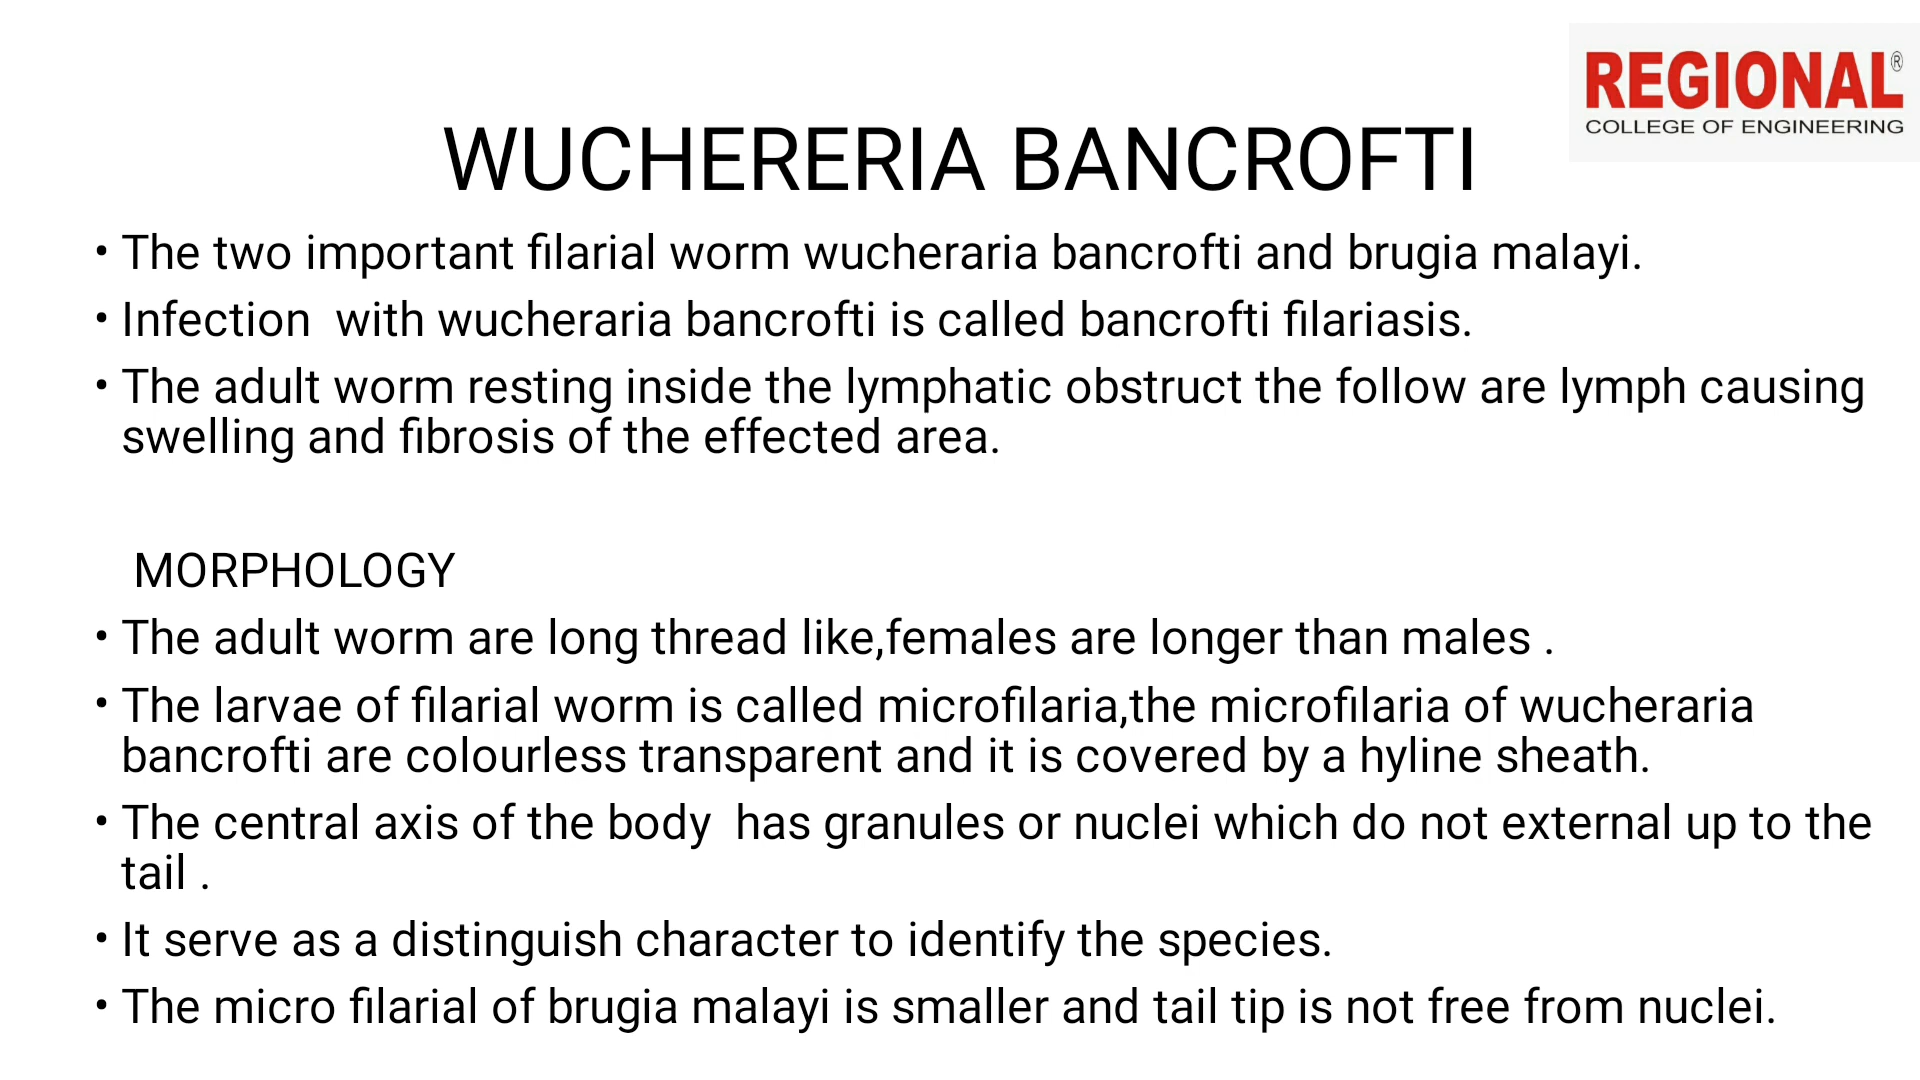 REGIONAL®
COLLEGE OF ENGINEERING
WUCHERERIA BANCROFTI
• The two important filarial worm wucheraria bancrofti and brugia malayi.
• Infection  with wucheraria bancrofti is called bancrofti filariasis.
• The adult worm resting inside the lymphatic obstruct the follow are lymph causing
swelling and fibrosis of the effected area.
MORPHOLOGY
• The adult worm are long thread like,females are longer than males .
• The larvae of filarial worm is called microfilaria,the microfilaria of wucheraria
bancrofti are colourless transparent and it is covered by a hyline sheath.
• The central axis of the body  has granules or nuclei which do not external up to the
tail .
• It serve as a distinguish character to identify the species.
• The micro filarial of brugia malayi is smaller and tail tip is not free from nuclei.